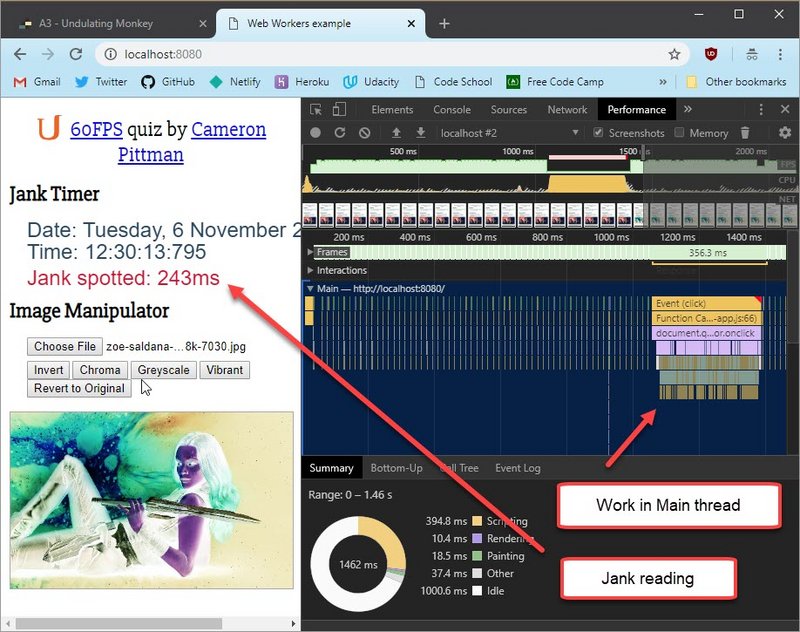 A3 - Undulating Monkey
Web Workers example
localhost:8080
Gmail Twitter GitHub Netlify Heroku Udacity Code School Free Code Camp » Other bookmarks
60FPS quiz by Cameron
Pittman
Jank Timer
Date: Tuesday, 6 November 2
Time: 12:30:13:795
Jank spotted: 243ms
Image Manipulator
Choose File zoe-saldana-...8k-7030.jpg
Invert Chroma Greyscale Vibrant
Revert to Original
Elements Console Sources Network Performance »
localhost #2 Screenshots Memory
500 ms 1000 ms 1500 2000 ms
FPS
CPU
NET
200 ms 400 ms 600 ms 800 ms 1000 ms 1200 ms 1400 ms
Frames 356.3 ms
Interactions
Main — http://localhost:8080/
Event (click)
Function Ca...-app.js:66)
document.q...or.onclick
Summary Bottom-Up Call Tree Event Log
Range: 0 – 1.46 s
1462 ms
394.8 ms Scripting
10.4 ms Rendering
18.5 ms Painting
37.4 ms Other
1000.6 ms Idle
Work in Main thread
Jank reading